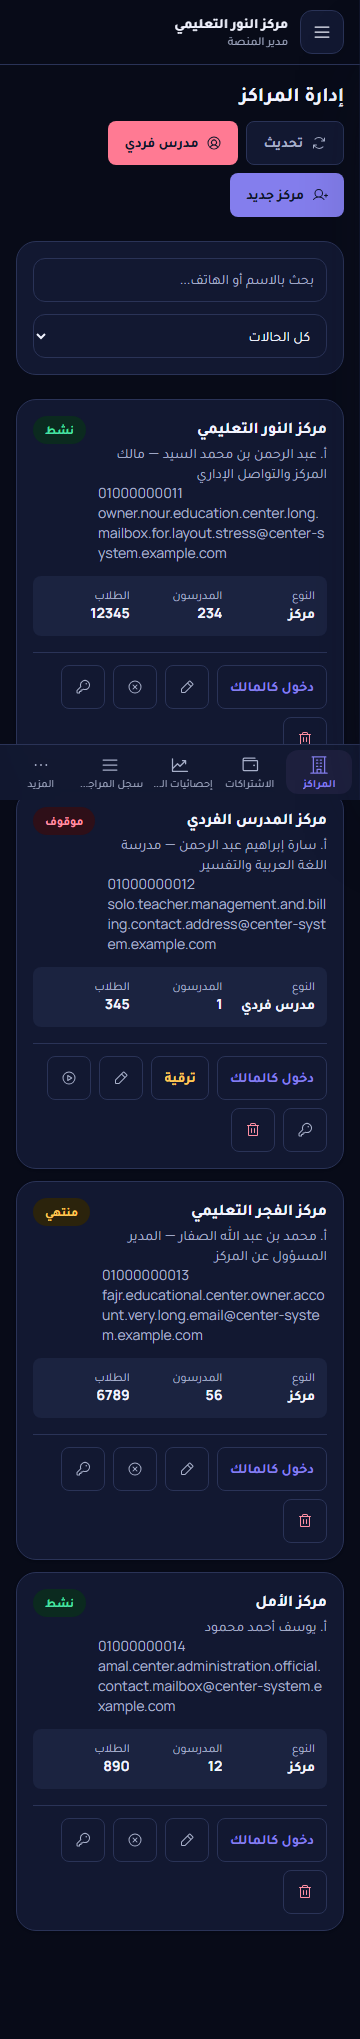 مركز النور التعليمي
مدير المنصة
إدارة المراكز
تحديث
مدرس فردي
مركز جديد
بحث بالاسم أو الهاتف...
كل الحالات
مركز النور التعليمي
نشط
أ. عبد الرحمن بن محمد السيد — مالك
المركز والتواصل الإداري
01000000011
owner.nour.education.center.long.
mailbox.for.layout.stress@center-s
ystem.example.com
النوع
المدرسون
الطلاب
مركز
234
12345
دخول كالمالك
المراكز
الاشتراكات
إحصائيات الـ...
سجل المراجـ...
المزيد
مركز المدرس الفردي
موقوف
أ. سارة إبراهيم عبد الرحمن — مدرسة
اللغة العربية والتفسير
01000000012
solo.teacher.management.and.bill
ing.contact.address@center-syst
em.example.com
النوع
المدرسون
الطلاب
مدرس فردي
1
345
دخول كالمالك
ترقية
مركز الفجر التعليمي
منتهي
أ. محمد بن عبد الله الصفار — المدير
المسؤول عن المركز
01000000013
fajr.educational.center.owner.acco
unt.very.long.email@center-syste
m.example.com
النوع
المدرسون
الطلاب
مركز
56
6789
دخول كالمالك
مركز الأمل
نشط
أ. يوسف أحمد محمود
01000000014
amal.center.administration.official.
contact.mailbox@center-system.e
xample.com
النوع
المدرسون
الطلاب
مركز
12
890
دخول كالمالك